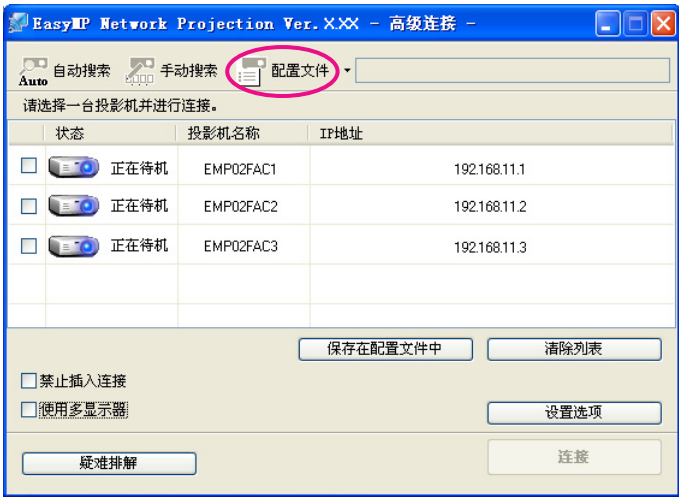 EasyMP Network Projection Ver.X.XX - 高级连接 -
Auto 自动搜索 手动搜索 配置文件
请选择一台投影机并进行连接。
状态 投影机名称 IP地址
正在待机 EMP02FAC1 192.168.11.1
正在待机 EMP02FAC2 192.168.11.2
正在待机 EMP02FAC3 192.168.11.3
保存在配置文件中 清除列表
禁止插入连接
使用多显示器 设置选项
疑难排解 连接